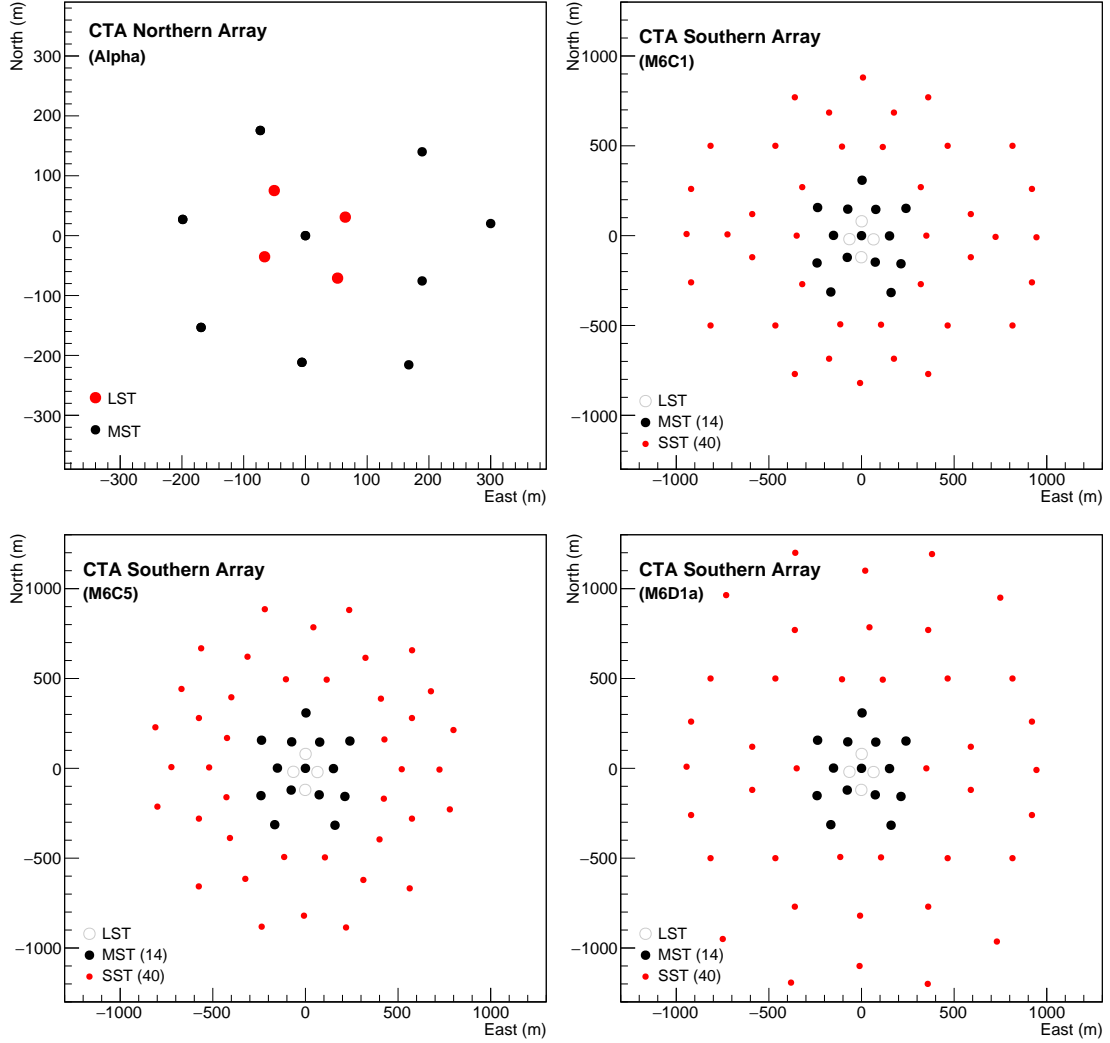 North (m)
CTA Northern Array
(Alpha)
300
200
100
0
−100
−200
−300
LST
MST
−300 −200 −100 0 100 200 300
East (m)
North (m)
CTA Southern Array
(M6C1)
1000
500
0
−500
−1000
LST
MST (14)
SST (40)
−1000 −500 0 500 1000
East (m)
North (m)
CTA Southern Array
(M6C5)
1000
500
0
−500
−1000
LST
MST (14)
SST (40)
−1000 −500 0 500 1000
East (m)
North (m)
CTA Southern Array
(M6D1a)
1000
500
0
−500
−1000
LST
MST (14)
SST (40)
−1000 −500 0 500 1000
East (m)